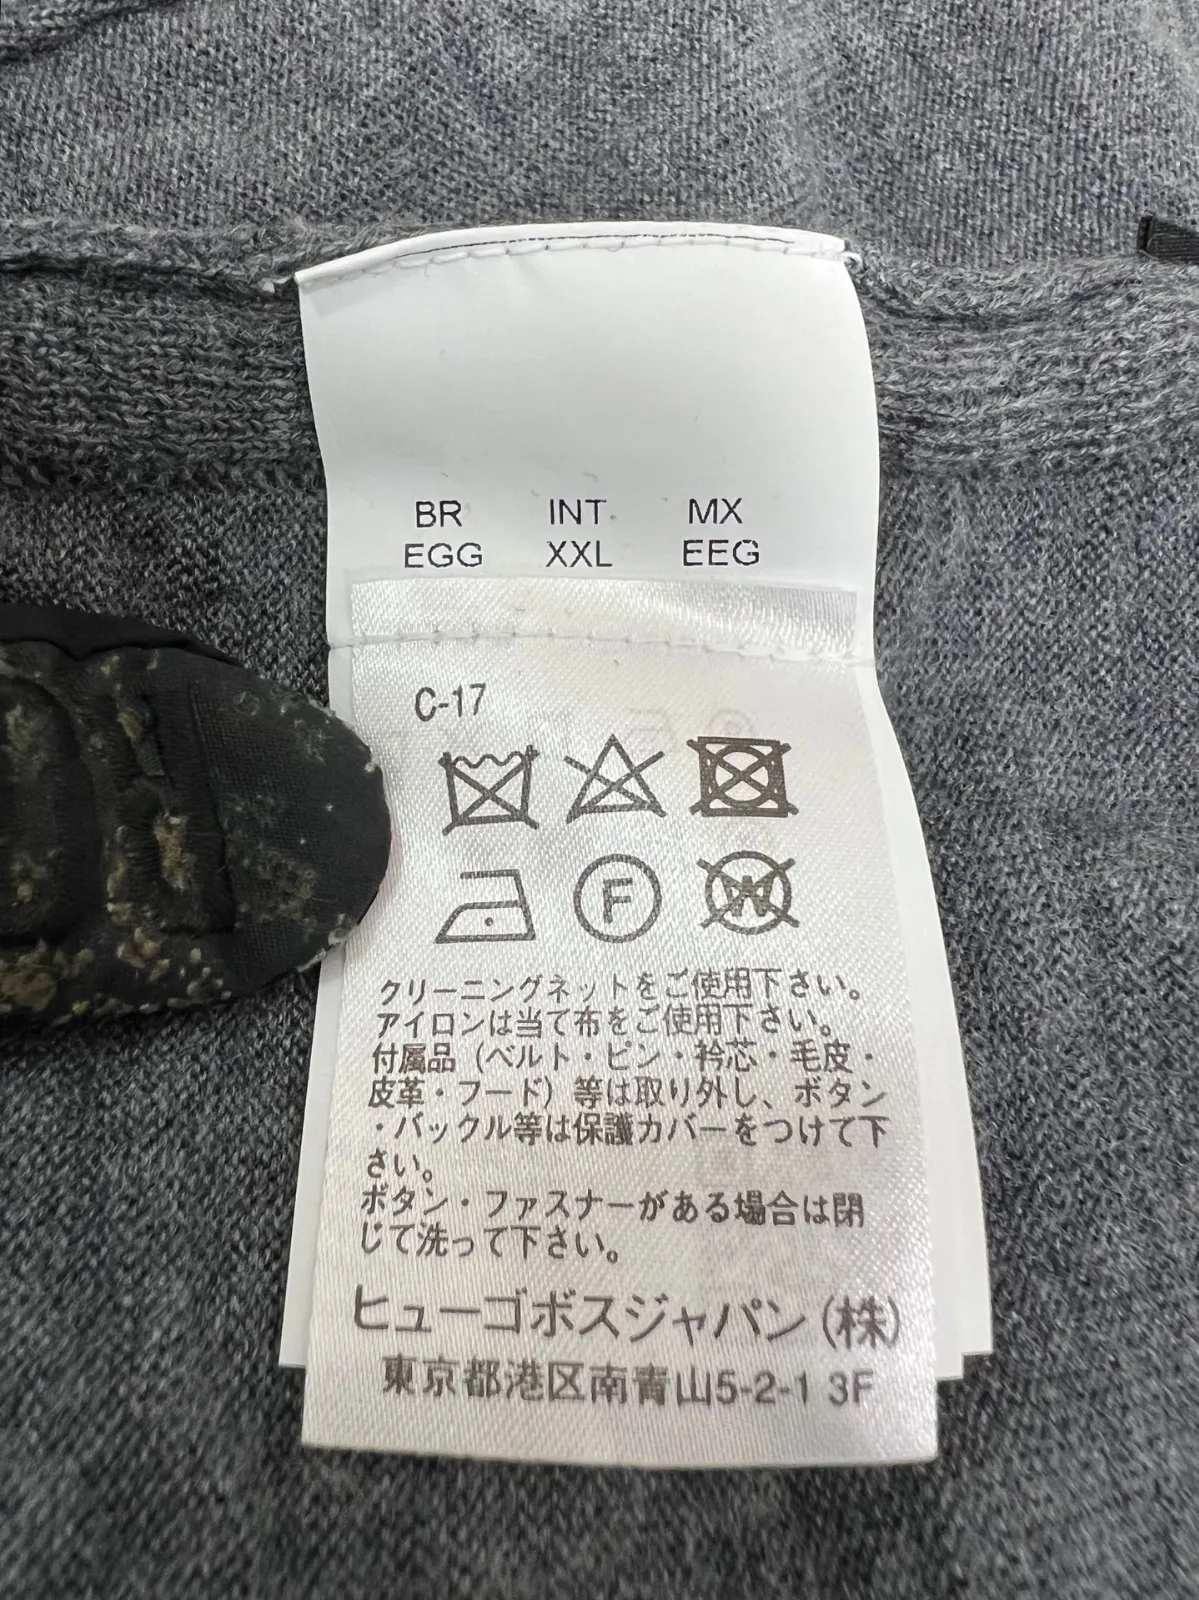 BR INT MX
EGG XXL EEG
C-17
F
W
クリーニングネットをご使用下さい。
アイロンは当て布をご使用下さい。
付属品（ベルト・ピン・衿芯・毛皮・
皮革・フード）等は取り外し、ボタン
・バックル等は保護カバーをつけて下
さい。
ボタン・ファスナーがある場合は閉
じて洗って下さい。
ヒューゴボスジャパン(株)
東京都港区南青山5-2-1 3F